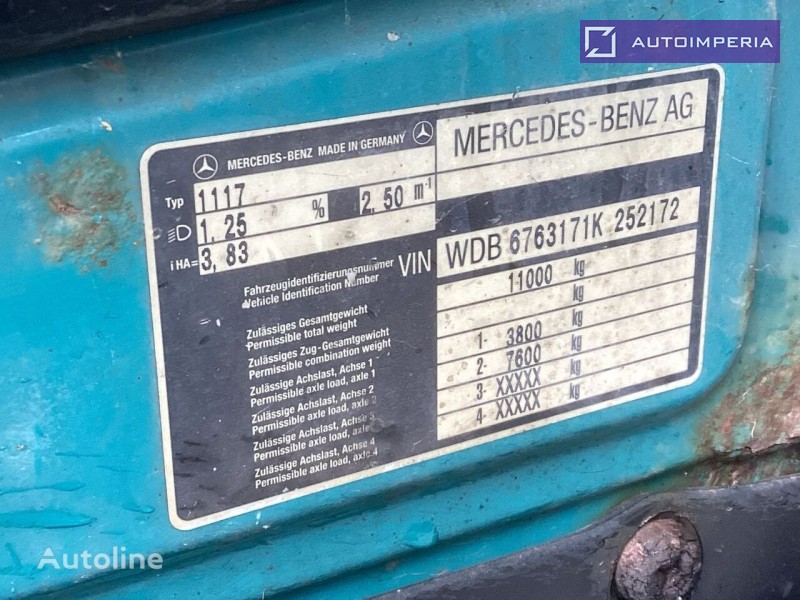 AUTOIMPERIA
MERCEDES-BENZ MADE IN GERMANY
MERCEDES-BENZ AG
Typ 1117
1,25 % 2,50 m⁻¹
iHA= 3,83
Fahrzeugidentifizierungsnummer
Vehicle Identification Number
VIN WDB 6763171K 252172
Zulässiges Gesamtgewicht
Permissible total weight
11000 kg
Zulässiges Zug-Gesamtgewicht
Permissible combination weight
kg
Zulässige Achslast, Achse 1
Permissible axle load, axle 1
1- 3800 kg
Zulässige Achslast, Achse 2
Permissible axle load, axle 2
2- 7600 kg
Zulässige Achslast, Achse 3
Permissible axle load, axle 3
3- XXXXX kg
Zulässige Achslast, Achse 4
Permissible axle load, axle 4
4- XXXXX kg
Autoline